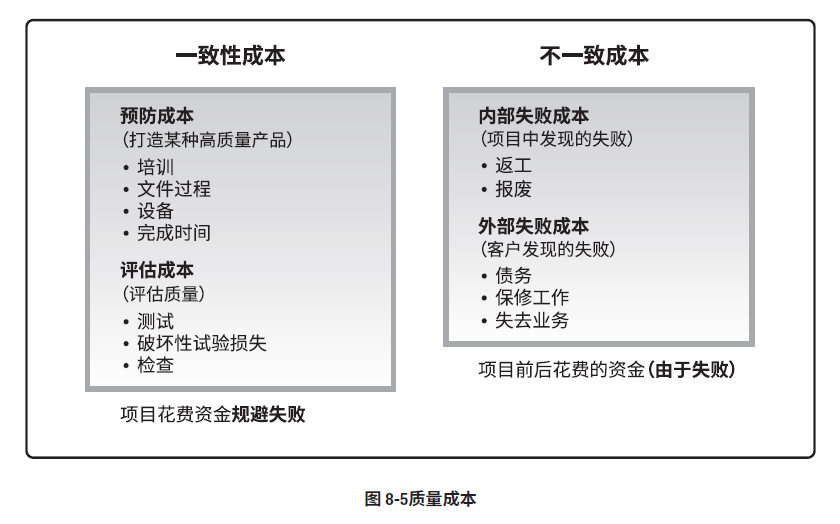 一致性成本
预防成本
（打造某种高质量产品）
• 培训
• 文件过程
• 设备
• 完成时间
评估成本
（评估质量）
• 测试
• 破坏性试验损失
• 检查
项目花费资金规避失败
不一致成本
内部失败成本
（项目中发现的失败）
• 返工
• 报废
外部失败成本
（客户发现的失败）
• 债务
• 保修工作
• 失去业务
项目前后花费的资金（由于失败）
图 8-5质量成本